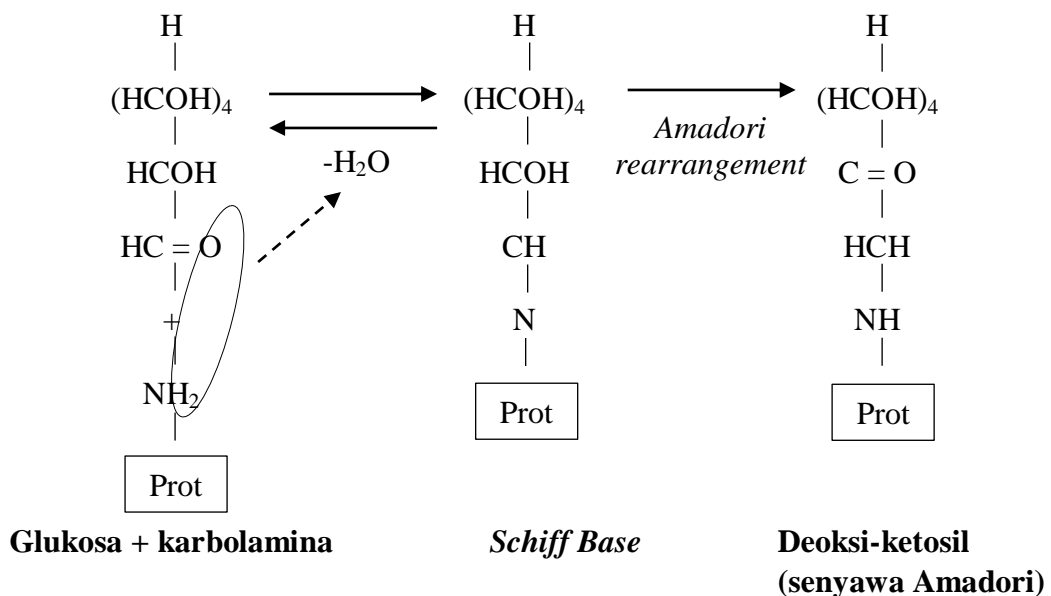 H H H
(HCOH)₄ (HCOH)₄ (HCOH)₄
Amadori
rearrangement
-H₂O
HCOH HCOH C = O
HC = O CH HCH
+ N NH
NH₂ Prot Prot
Prot
Glukosa + karbolamina Schiff Base Deoksi-ketosil
(senyawa Amadori)